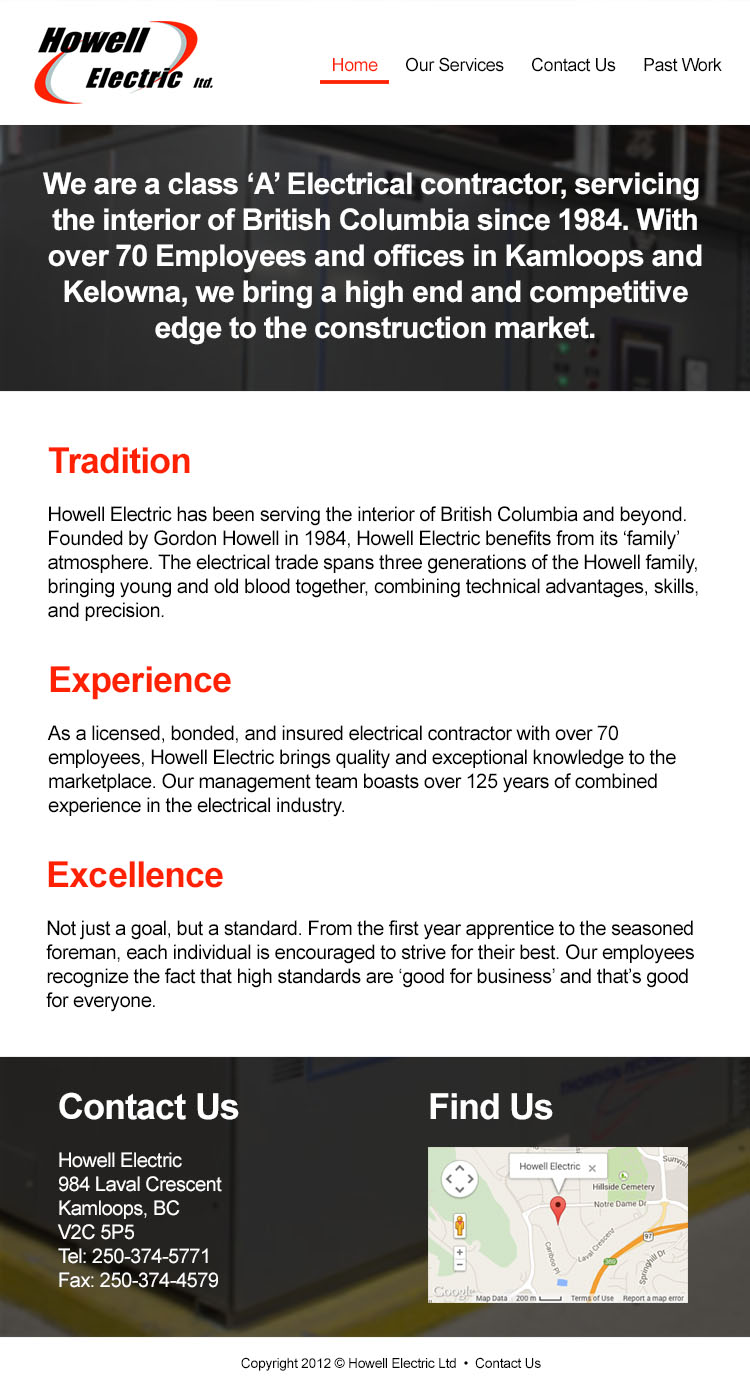 Howell
Electric ltd.
Home Our Services Contact Us Past Work
We are a class ‘A’ Electrical contractor, servicing
the interior of British Columbia since 1984. With
over 70 Employees and offices in Kamloops and
Kelowna, we bring a high end and competitive
edge to the construction market.
Tradition
Howell Electric has been serving the interior of British Columbia and beyond.
Founded by Gordon Howell in 1984, Howell Electric benefits from its ‘family’
atmosphere. The electrical trade spans three generations of the Howell family,
bringing young and old blood together, combining technical advantages, skills,
and precision.
Experience
As a licensed, bonded, and insured electrical contractor with over 70
employees, Howell Electric brings quality and exceptional knowledge to the
marketplace. Our management team boasts over 125 years of combined
experience in the electrical industry.
Excellence
Not just a goal, but a standard. From the first year apprentice to the seasoned
foreman, each individual is encouraged to strive for their best. Our employees
recognize the fact that high standards are ‘good for business’ and that’s good
for everyone.
Contact Us
Howell Electric
984 Laval Crescent
Kamloops, BC
V2C 5P5
Tel: 250-374-5771
Fax: 250-374-4579
Find Us
Howell Electric
Summit
Hillside Cemetery
Notre Dame Dr
97
Laval Crescent
Cariboo Pl
Springhill Dr
Google Map Data 200 m Terms of Use Report a map error
Copyright 2012 © Howell Electric Ltd • Contact Us